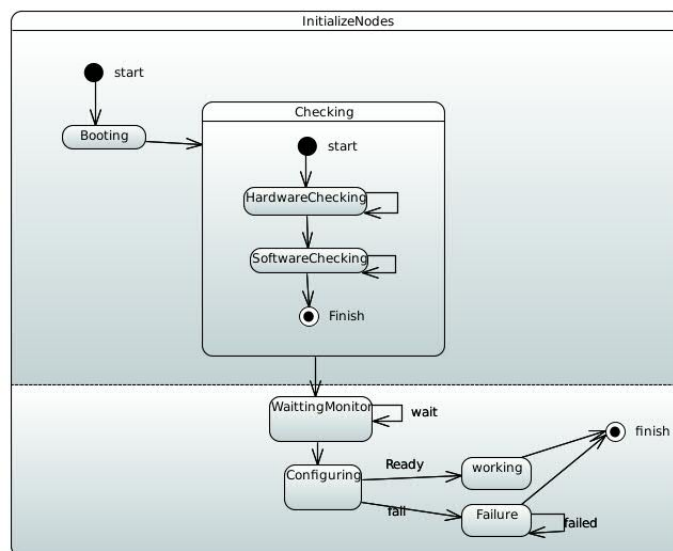 InitializeNodes
start
Booting
Checking
start
HardwareChecking
SoftwareChecking
Finish
WaittingMonitor
wait
finish
Configuring
Ready
working
fail
Failure
failed